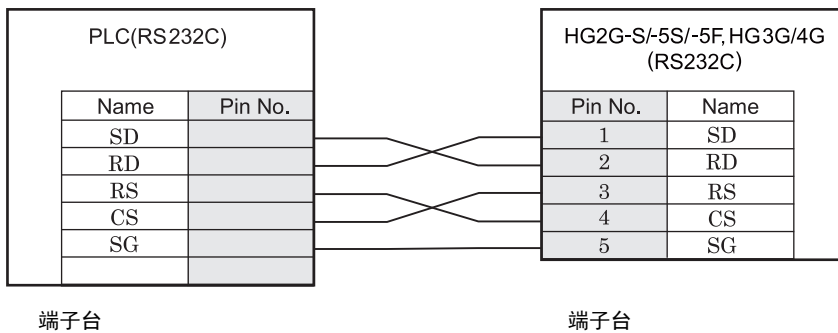 PLC(RS232C)
Name Pin No.
SD
RD
RS
CS
SG
HG2G-S/-5S/-5F, HG3G/4G
(RS232C)
Pin No. Name
1 SD
2 RD
3 RS
4 CS
5 SG
端子台
端子台